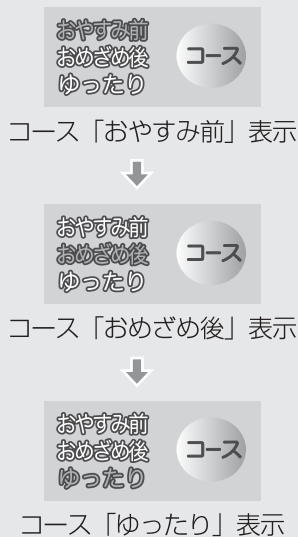 おやすみ前
おめざめ後
ゆったり
コース
コース「おやすみ前」表示
おやすみ前
おめざめ後
ゆったり
コース
コース「おめざめ後」表示
おやすみ前
おめざめ後
ゆったり
コース
コース「ゆったり」表示